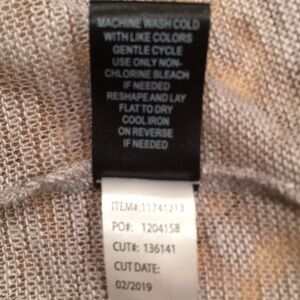 MACHINE WASH COLD
WITH LIKE COLORS
GENTLE CYCLE
USE ONLY NON-
CHLORINE BLEACH
IF NEEDED
RESHAPE AND LAY
FLAT TO DRY
COOL IRON
ON REVERSE
IF NEEDED
ITEM#: 11741213
PO#: 1204158
CUT#: 136141
CUT DATE:
02/2019